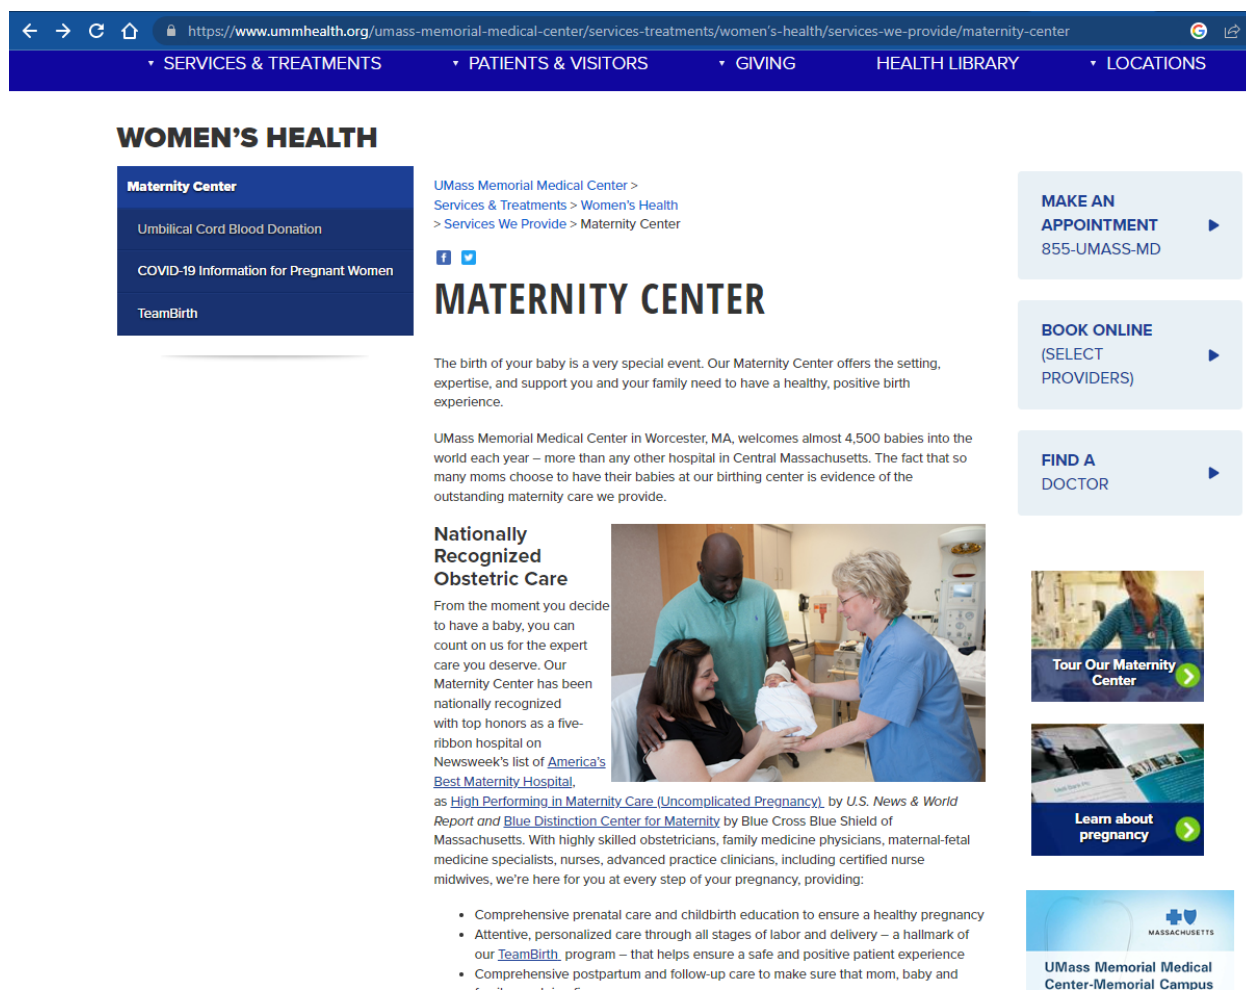 https://www.ummhealth.org/umass-memorial-medical-center/services-treatments/women's-health/services-we-provide/maternity-center
SERVICES & TREATMENTS
PATIENTS & VISITORS
GIVING
HEALTH LIBRARY
LOCATIONS
WOMEN'S HEALTH
Maternity Center
Umbilical Cord Blood Donation
COVID-19 Information for Pregnant Women
TeamBirth
UMass Memorial Medical Center >
Services & Treatments > Women's Health
> Services We Provide > Maternity Center
MATERNITY CENTER
The birth of your baby is a very special event. Our Maternity Center offers the setting,
expertise, and support you and your family need to have a healthy, positive birth
experience.
UMass Memorial Medical Center in Worcester, MA, welcomes almost 4,500 babies into the
world each year – more than any other hospital in Central Massachusetts. The fact that so
many moms choose to have their babies at our birthing center is evidence of the
outstanding maternity care we provide.
Nationally
Recognized
Obstetric Care
From the moment you decide
to have a baby, you can
count on us for the expert
care you deserve. Our
Maternity Center has been
nationally recognized
with top honors as a five-
ribbon hospital on
Newsweek's list of America's
Best Maternity Hospital,
as High Performing in Maternity Care (Uncomplicated Pregnancy) by U.S. News & World
Report and Blue Distinction Center for Maternity by Blue Cross Blue Shield of
Massachusetts. With highly skilled obstetricians, family medicine physicians, maternal-fetal
medicine specialists, nurses, advanced practice clinicians, including certified nurse
midwives, we're here for you at every step of your pregnancy, providing:
• Comprehensive prenatal care and childbirth education to ensure a healthy pregnancy
• Attentive, personalized care through all stages of labor and delivery – a hallmark of
our TeamBirth program – that helps ensure a safe and positive patient experience
• Comprehensive postpartum and follow-up care to make sure that mom, baby and
MAKE AN
APPOINTMENT
855-UMASS-MD
BOOK ONLINE
(SELECT
PROVIDERS)
FIND A
DOCTOR
Tour Our Maternity
Center
Learn about
pregnancy
MASSACHUSETTS
UMass Memorial Medical
Center-Memorial Campus